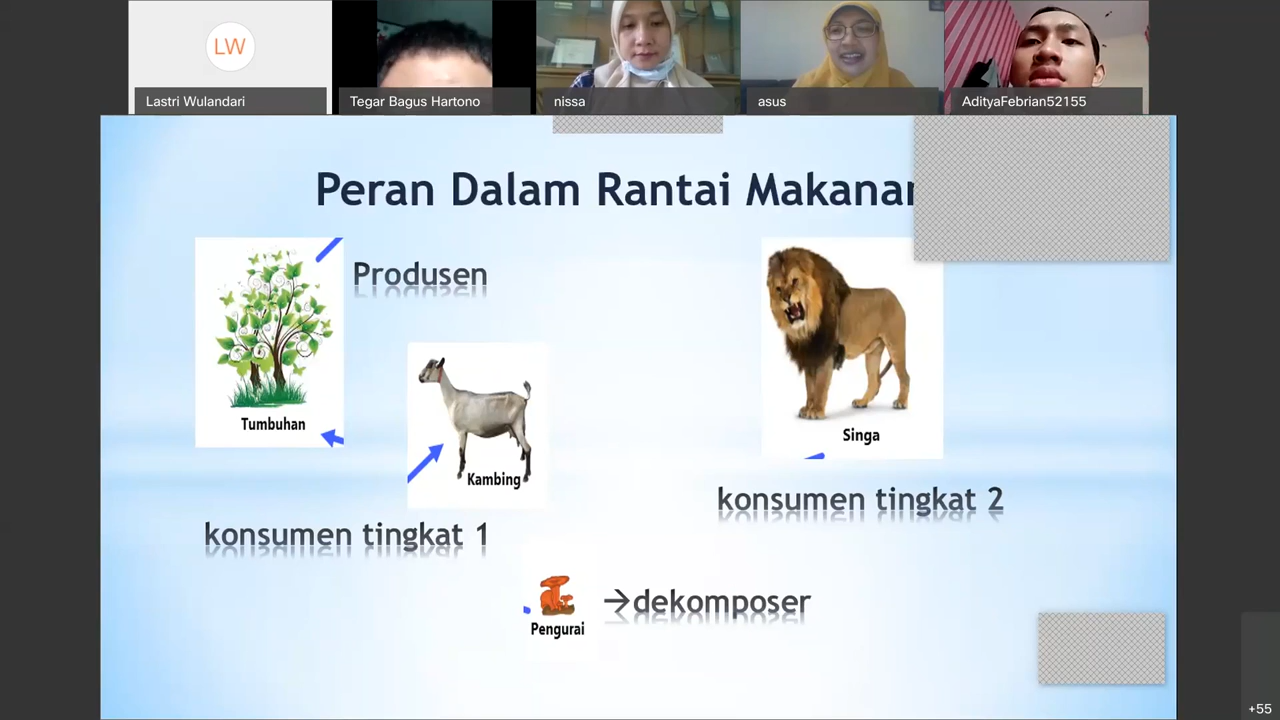 LW
Lastri Wulandari
Tegar Bagus Hartono
nissa
asus
AdityaFebrian52155
Peran Dalam Rantai Makanan
Produsen
Tumbuhan
Kambing
Singa
konsumen tingkat 1
konsumen tingkat 2
→dekomposer
Pengurai
+55